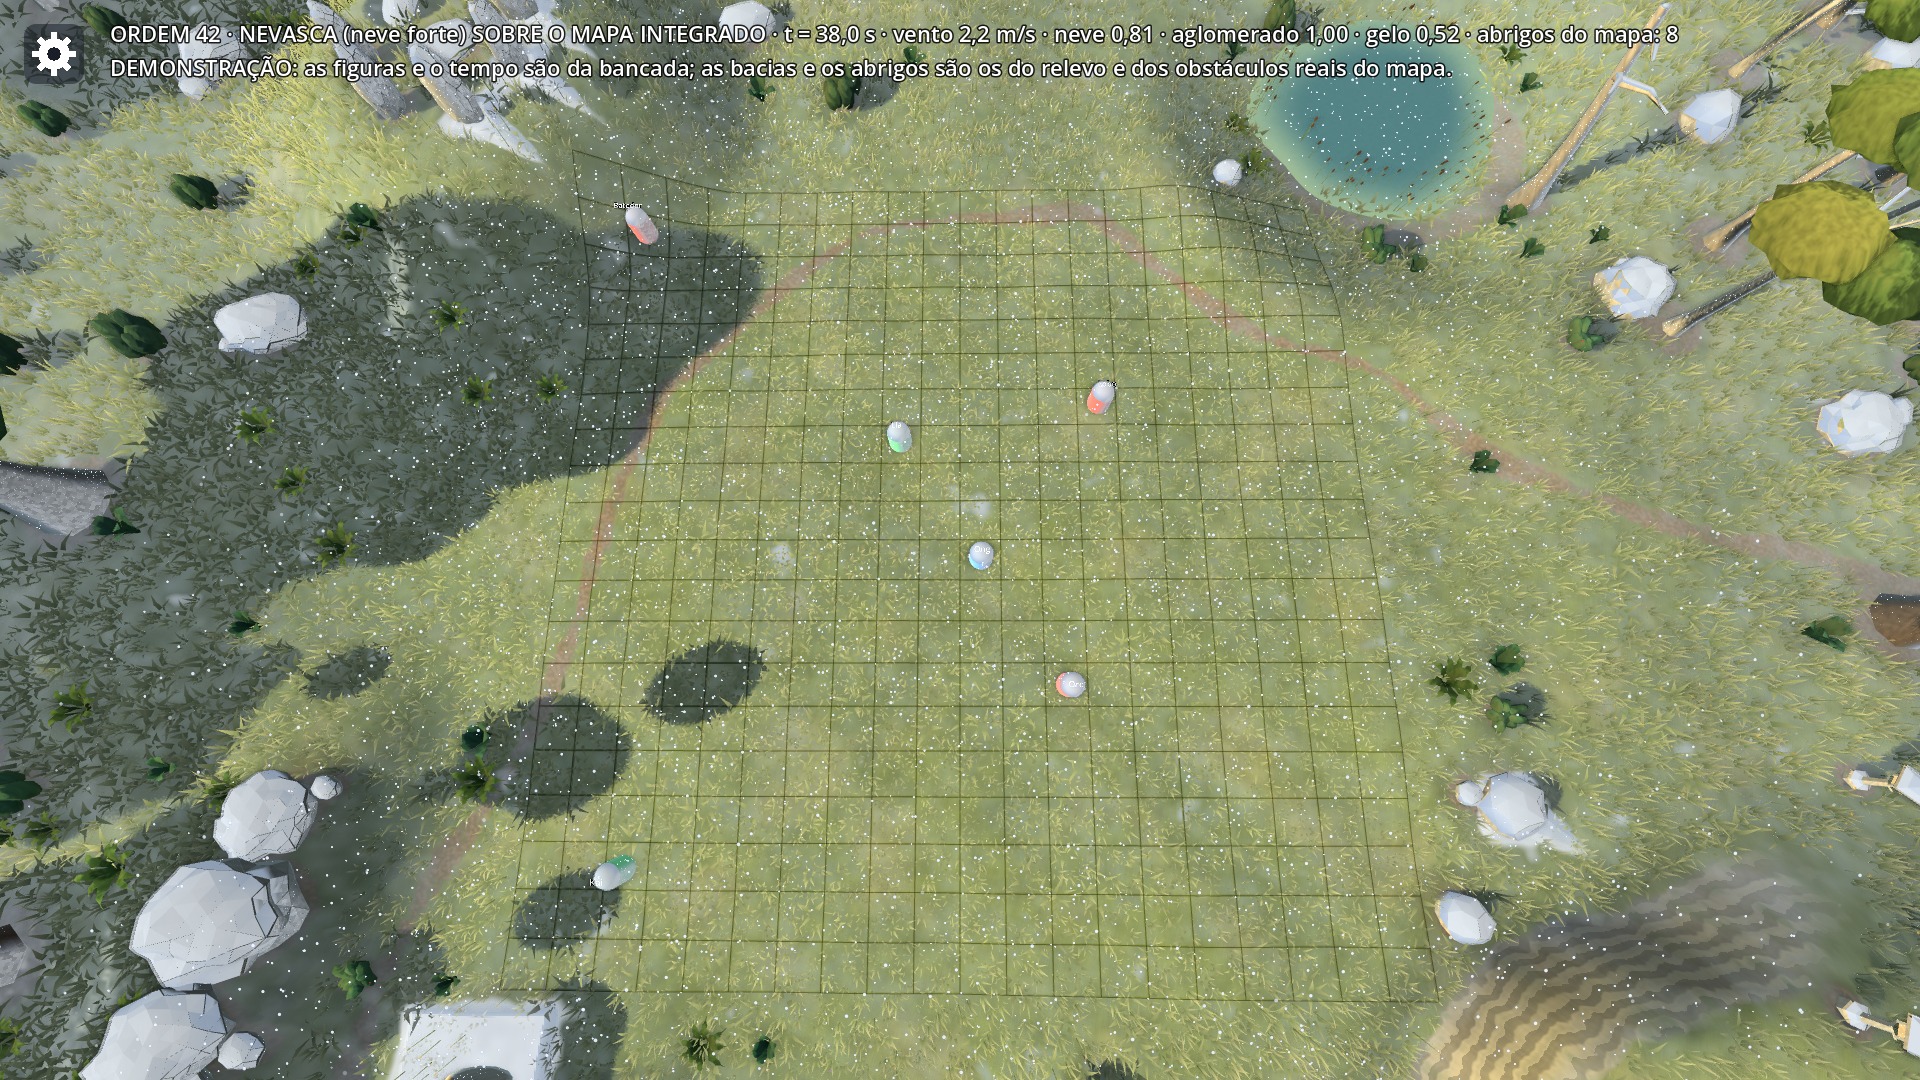 ORDEM 42 · NEVASCA (neve forte) SOBRE O MAPA INTEGRADO · t = 38,0 s · vento 2,2 m/s · neve 0,81 · aglomerado 1,00 · gelo 0,52 · abrigos do mapa: 8
DEMONSTRAÇÃO: as figuras e o tempo são da bancada; as bacias e os abrigos são os do relevo e dos obstáculos reais do mapa.